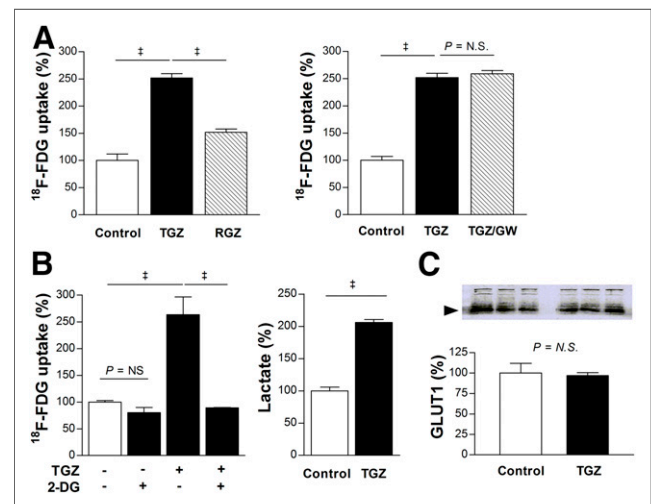 A
¹⁸F-FDG uptake (%)
300
250
200
150
100
50
0
‡ ‡
Control TGZ RGZ
¹⁸F-FDG uptake (%)
300
250
200
150
100
50
0
‡ P = N.S.
Control TGZ TGZ/GW
B
¹⁸F-FDG uptake (%)
350
300
250
200
150
100
50
0
‡ ‡
P = NS
TGZ - - + +
2-DG - + - +
Lactate (%)
250
200
150
100
50
0
‡
Control TGZ
C
GLUT1 (%)
125
100
75
50
25
0
P = N.S.
Control TGZ